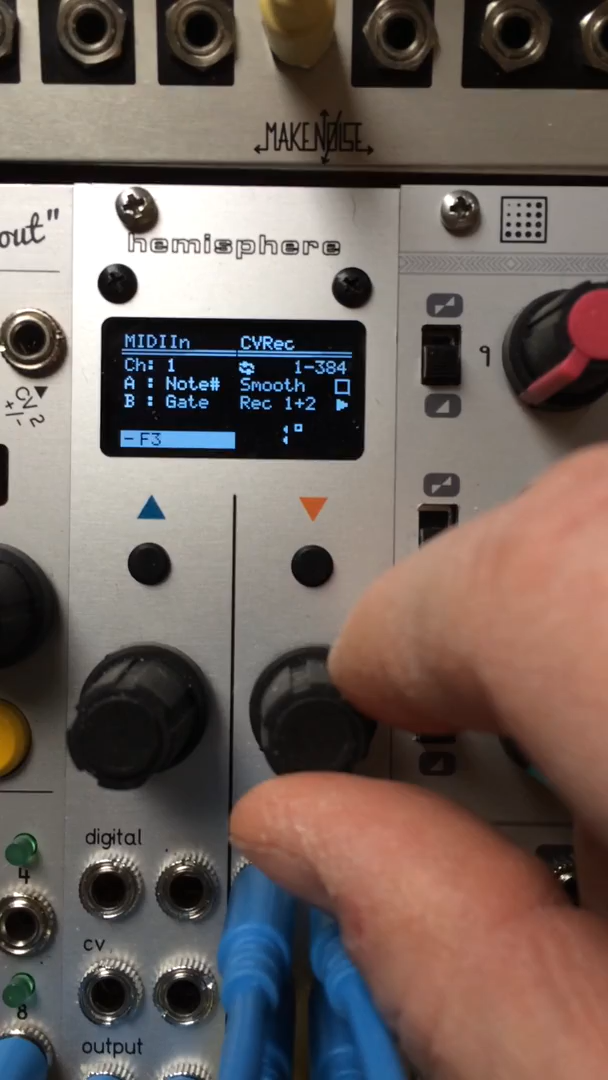 MAKENOISE
out"
hemisphere
MIDIIn
Ch: 1
A : Note#
B : Gate
-F3
CVRec
1-384
Smooth
Rec 1+2
digital
4
cv
8
output